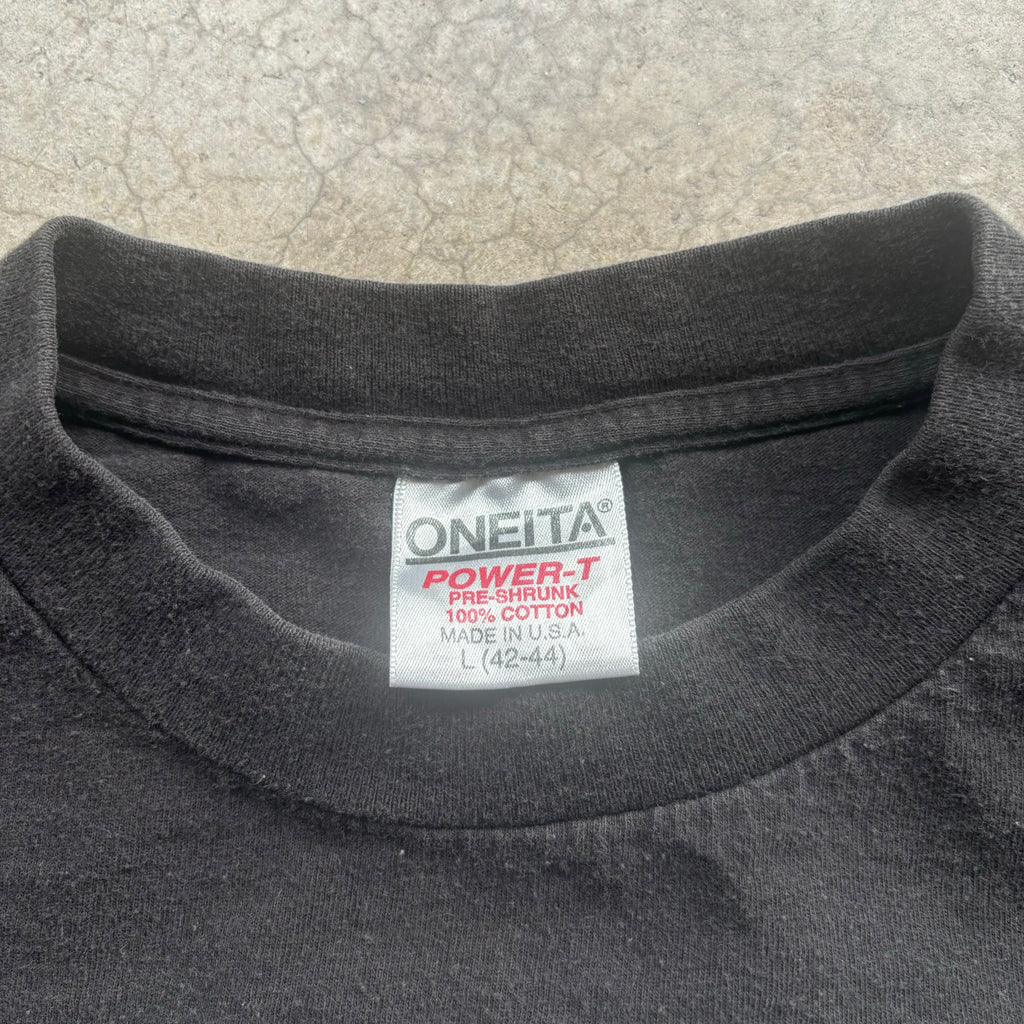 ONEITA®
POWER-T
PRE-SHRUNK
100% COTTON
MADE IN U.S.A.
L (42-44)